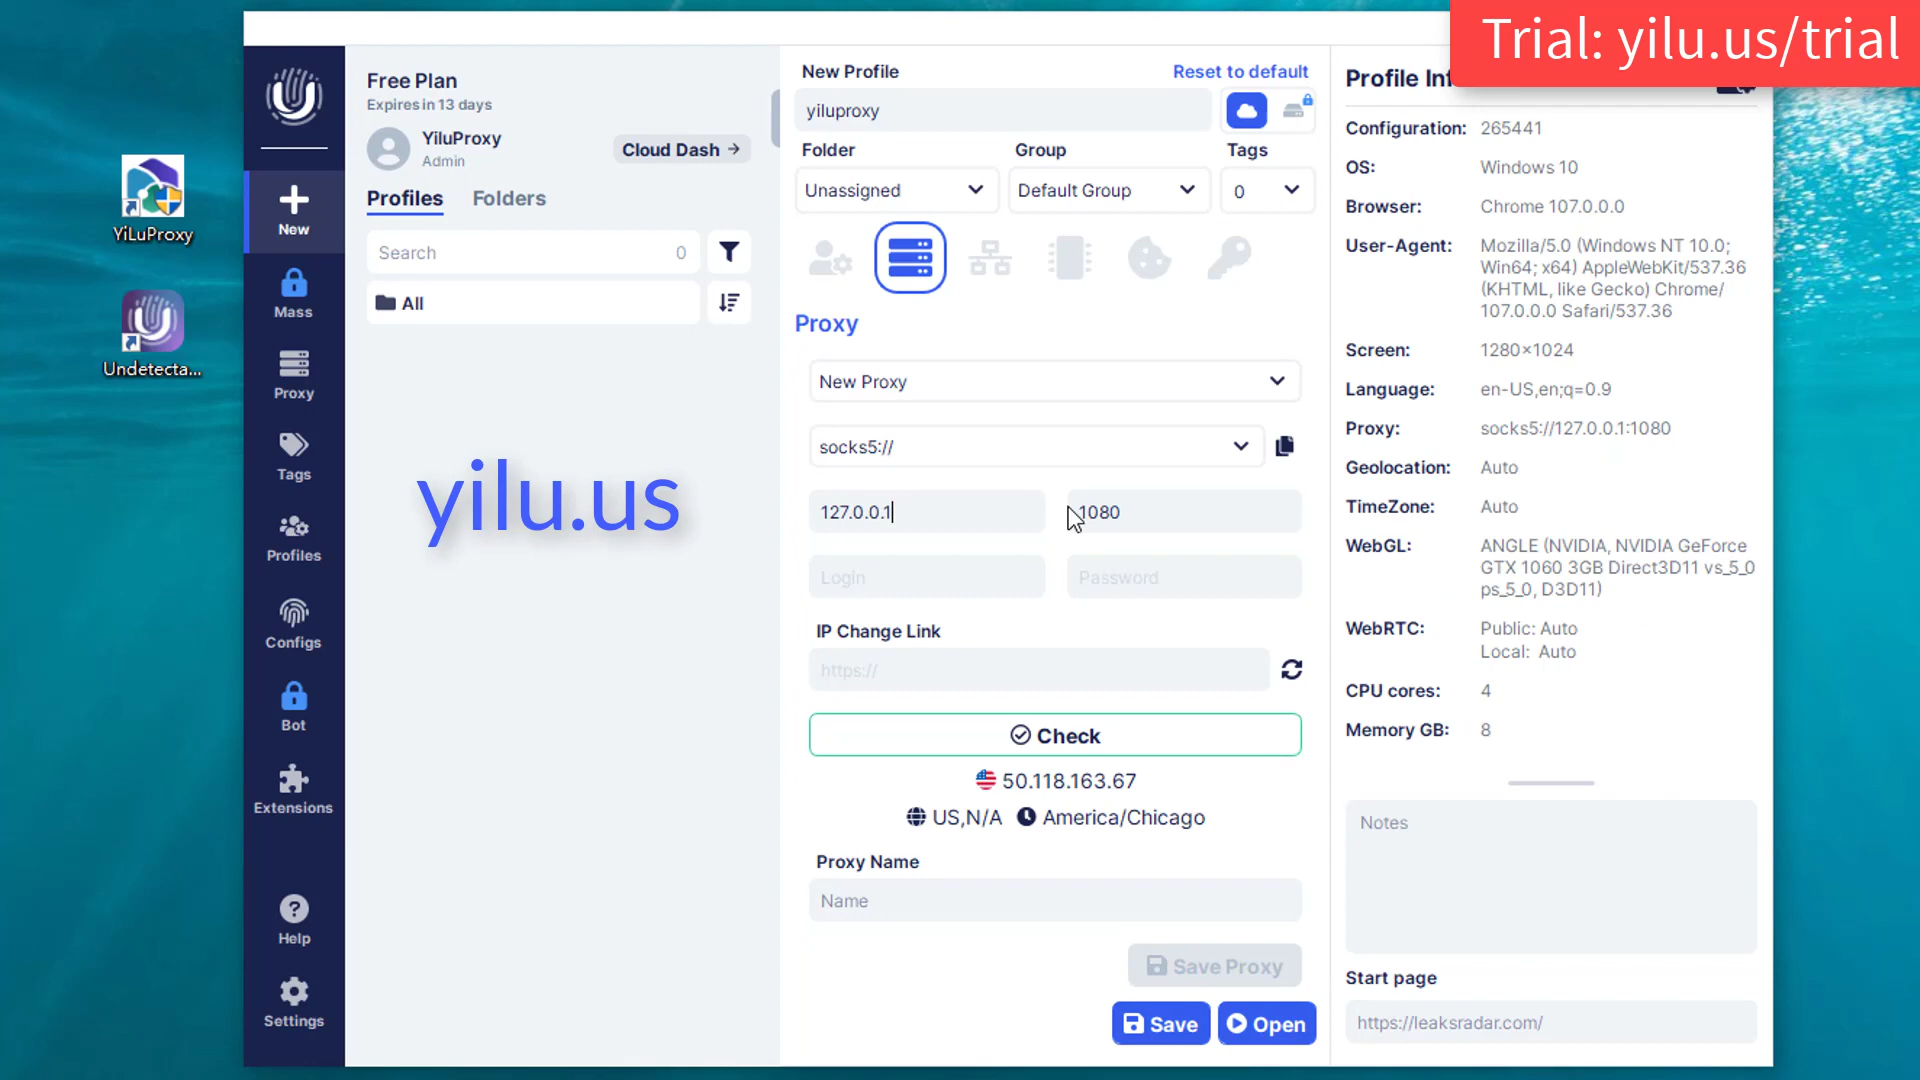 Trial: yilu.us/trial
YiLuProxy
Undetecta...
New
Mass
Proxy
Tags
Profiles
Configs
Bot
Extensions
Help
Settings
Free Plan
Expires in 13 days
YiluProxy
Admin
Cloud Dash →
Profiles
Folders
Search
0
All
yilu.us
New Profile
Reset to default
yiluproxy
Folder
Group
Tags
Unassigned
Default Group
0
Proxy
New Proxy
socks5://
127.0.0.1
1080
Login
Password
IP Change Link
https://
Check
50.118.163.67
US,N/A
America/Chicago
Proxy Name
Name
Save Proxy
Save
Open
Profile Inf
Configuration: 265441
OS: Windows 10
Browser: Chrome 107.0.0.0
User-Agent: Mozilla/5.0 (Windows NT 10.0;
Win64; x64) AppleWebKit/537.36
(KHTML, like Gecko) Chrome/
107.0.0.0 Safari/537.36
Screen: 1280×1024
Language: en-US,en;q=0.9
Proxy: socks5://127.0.0.1:1080
Geolocation: Auto
TimeZone: Auto
WebGL: ANGLE (NVIDIA, NVIDIA GeForce
GTX 1060 3GB Direct3D11 vs_5_0
ps_5_0, D3D11)
WebRTC: Public: Auto
Local: Auto
CPU cores: 4
Memory GB: 8
Notes
Start page
https://leaksradar.com/